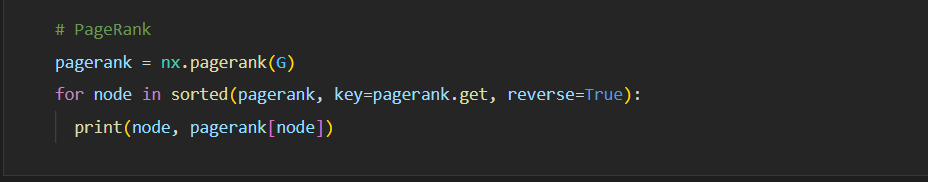 # PageRank
pagerank = nx.pagerank(G)
for node in sorted(pagerank, key=pagerank.get, reverse=True):
  print(node, pagerank[node])